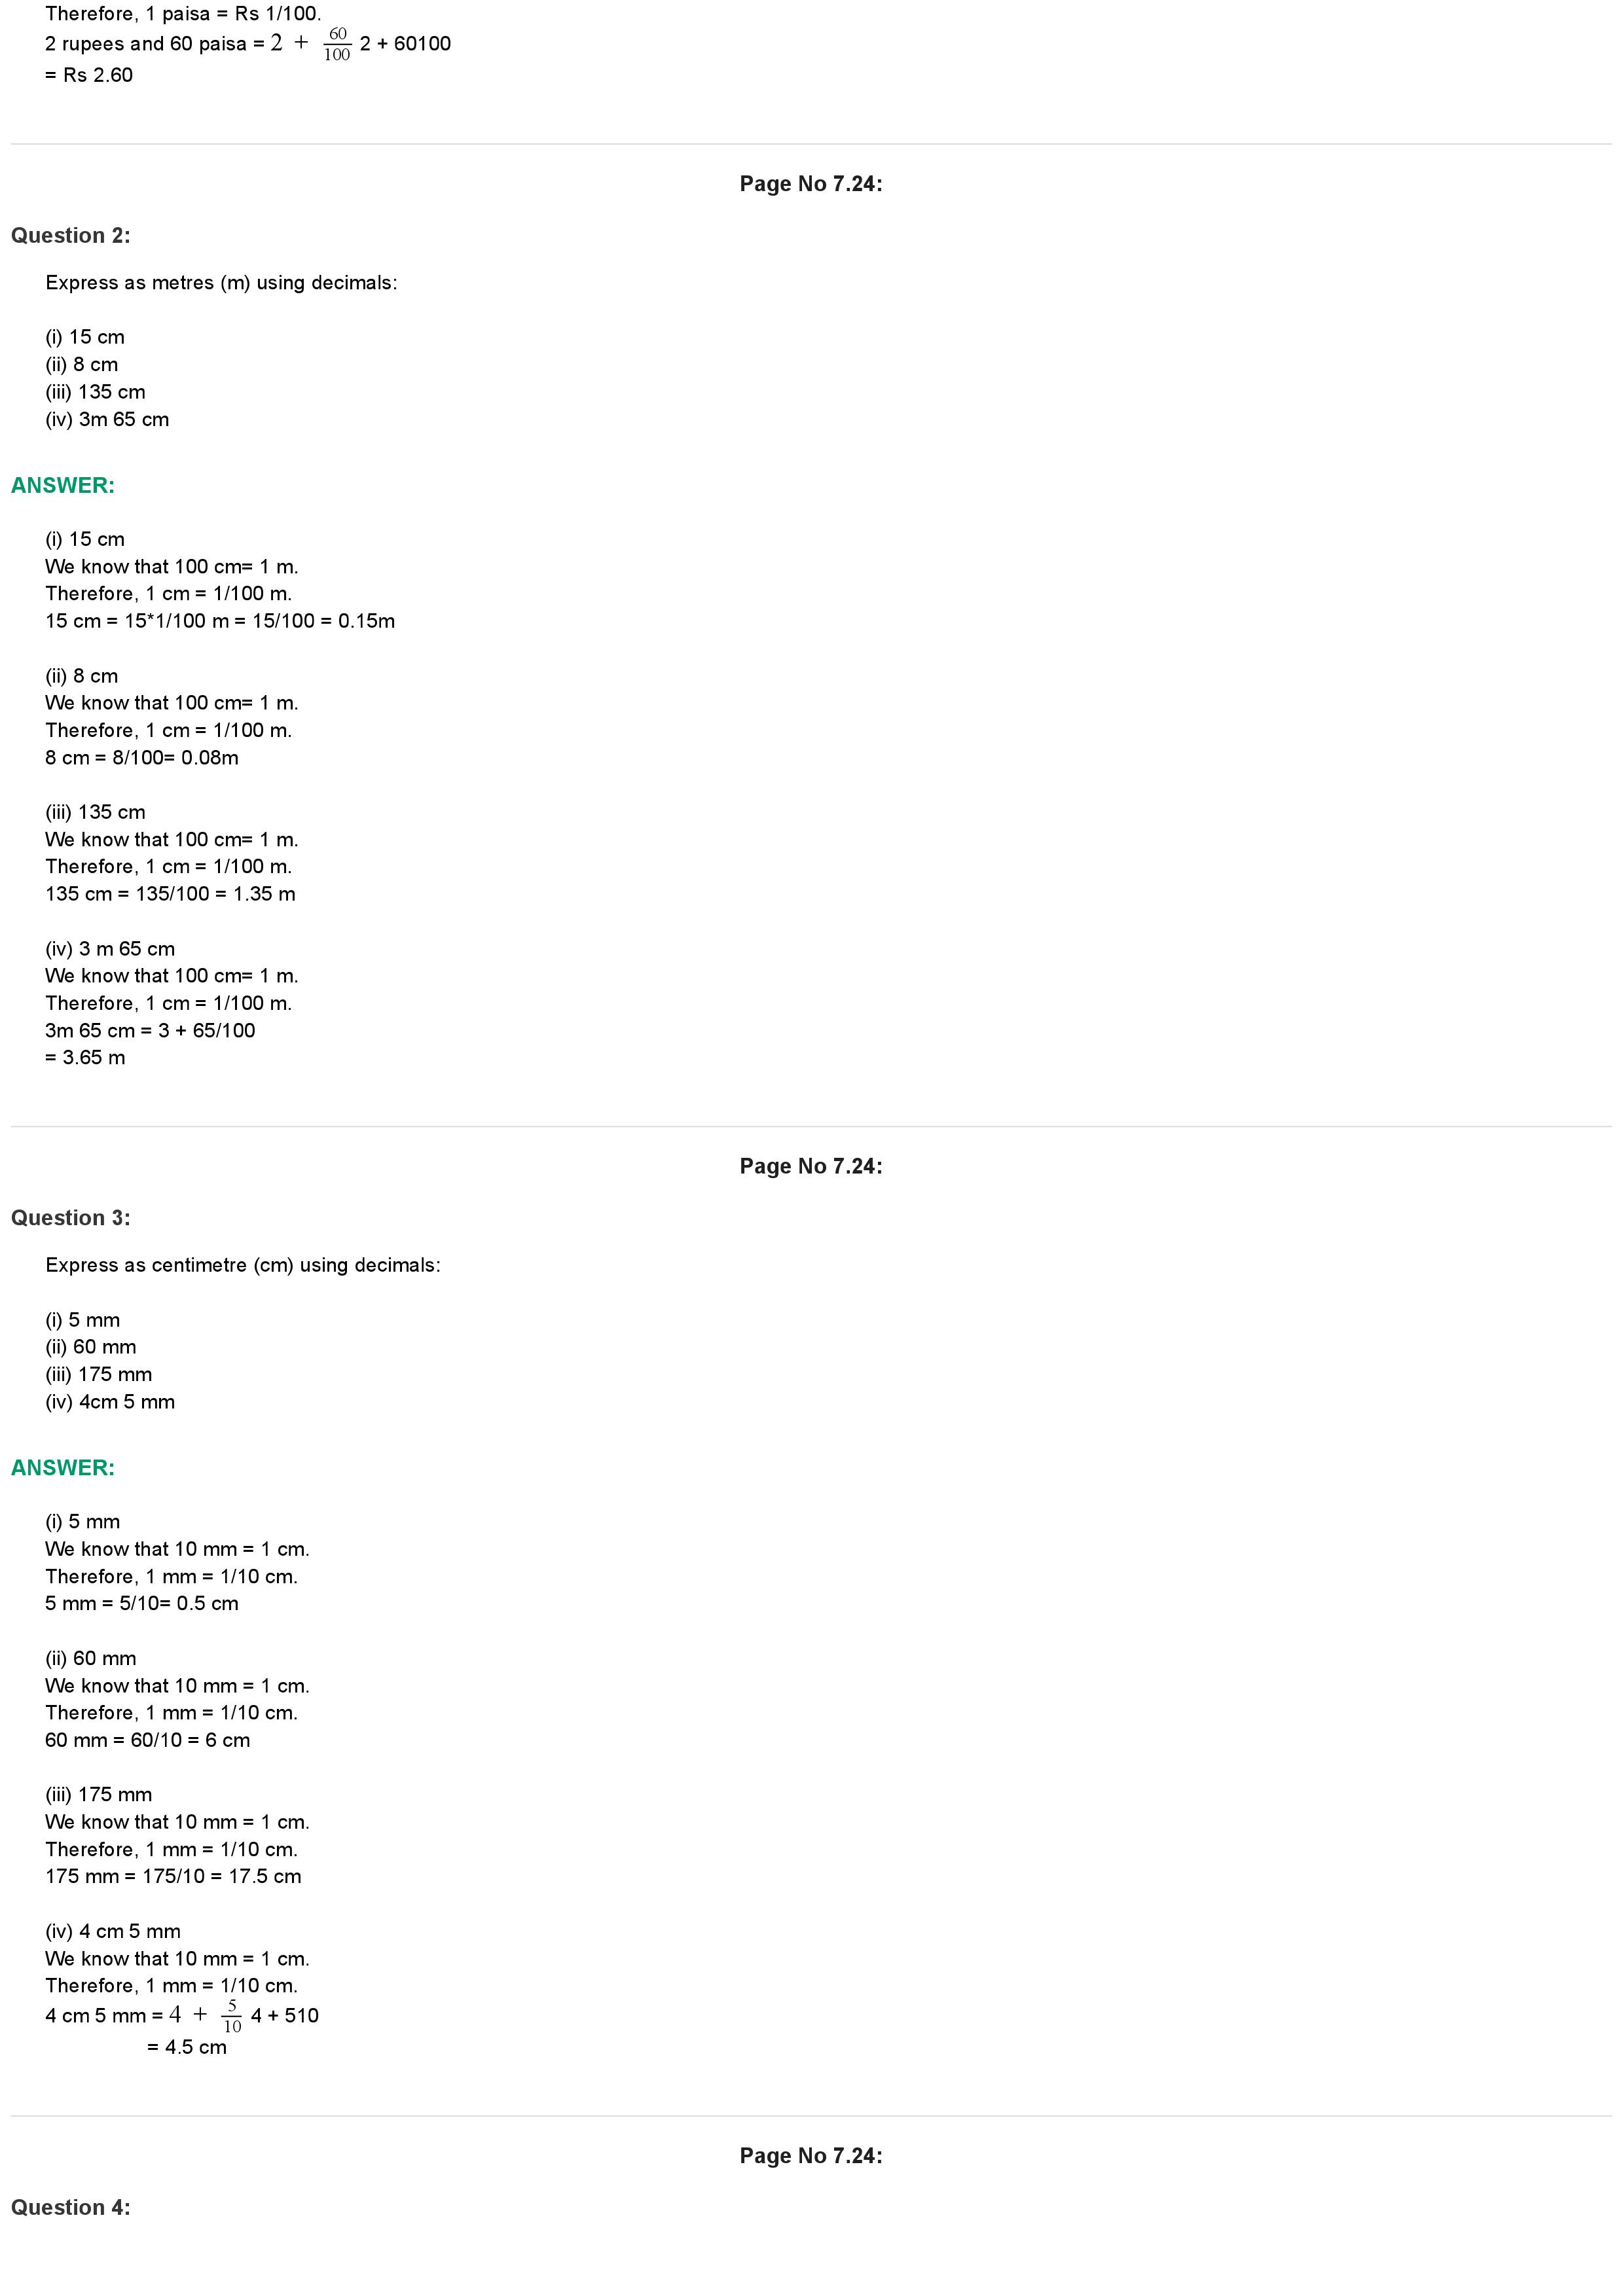 Therefore, 1 paisa = Rs 1/100.
2 rupees and 60 paisa = 2 + 60/100 2 + 60100
= Rs 2.60
Page No 7.24:
Question 2:
Express as metres (m) using decimals:
(i) 15 cm
(ii) 8 cm
(iii) 135 cm
(iv) 3m 65 cm
ANSWER:
(i) 15 cm
We know that 100 cm= 1 m.
Therefore, 1 cm = 1/100 m.
15 cm = 15*1/100 m = 15/100 = 0.15m
(ii) 8 cm
We know that 100 cm= 1 m.
Therefore, 1 cm = 1/100 m.
8 cm = 8/100= 0.08m
(iii) 135 cm
We know that 100 cm= 1 m.
Therefore, 1 cm = 1/100 m.
135 cm = 135/100 = 1.35 m
(iv) 3 m 65 cm
We know that 100 cm= 1 m.
Therefore, 1 cm = 1/100 m.
3m 65 cm = 3 + 65/100
= 3.65 m
Page No 7.24:
Question 3:
Express as centimetre (cm) using decimals:
(i) 5 mm
(ii) 60 mm
(iii) 175 mm
(iv) 4cm 5 mm
ANSWER:
(i) 5 mm
We know that 10 mm = 1 cm.
Therefore, 1 mm = 1/10 cm.
5 mm = 5/10= 0.5 cm
(ii) 60 mm
We know that 10 mm = 1 cm.
Therefore, 1 mm = 1/10 cm.
60 mm = 60/10 = 6 cm
(iii) 175 mm
We know that 10 mm = 1 cm.
Therefore, 1 mm = 1/10 cm.
175 mm = 175/10 = 17.5 cm
(iv) 4 cm 5 mm
We know that 10 mm = 1 cm.
Therefore, 1 mm = 1/10 cm.
4 cm 5 mm = 4 + 5/10 4 + 510
= 4.5 cm
Page No 7.24:
Question 4: